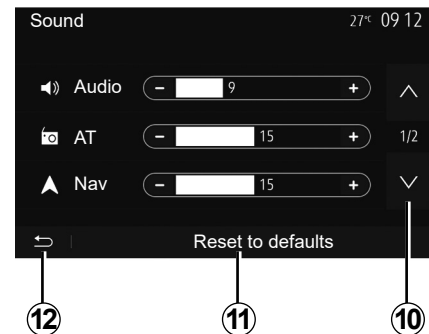 Sound 27°C 09 12
Audio - 9 +
AT - 15 +
1/2
Nav - 15 +
Reset to defaults
12 11 10